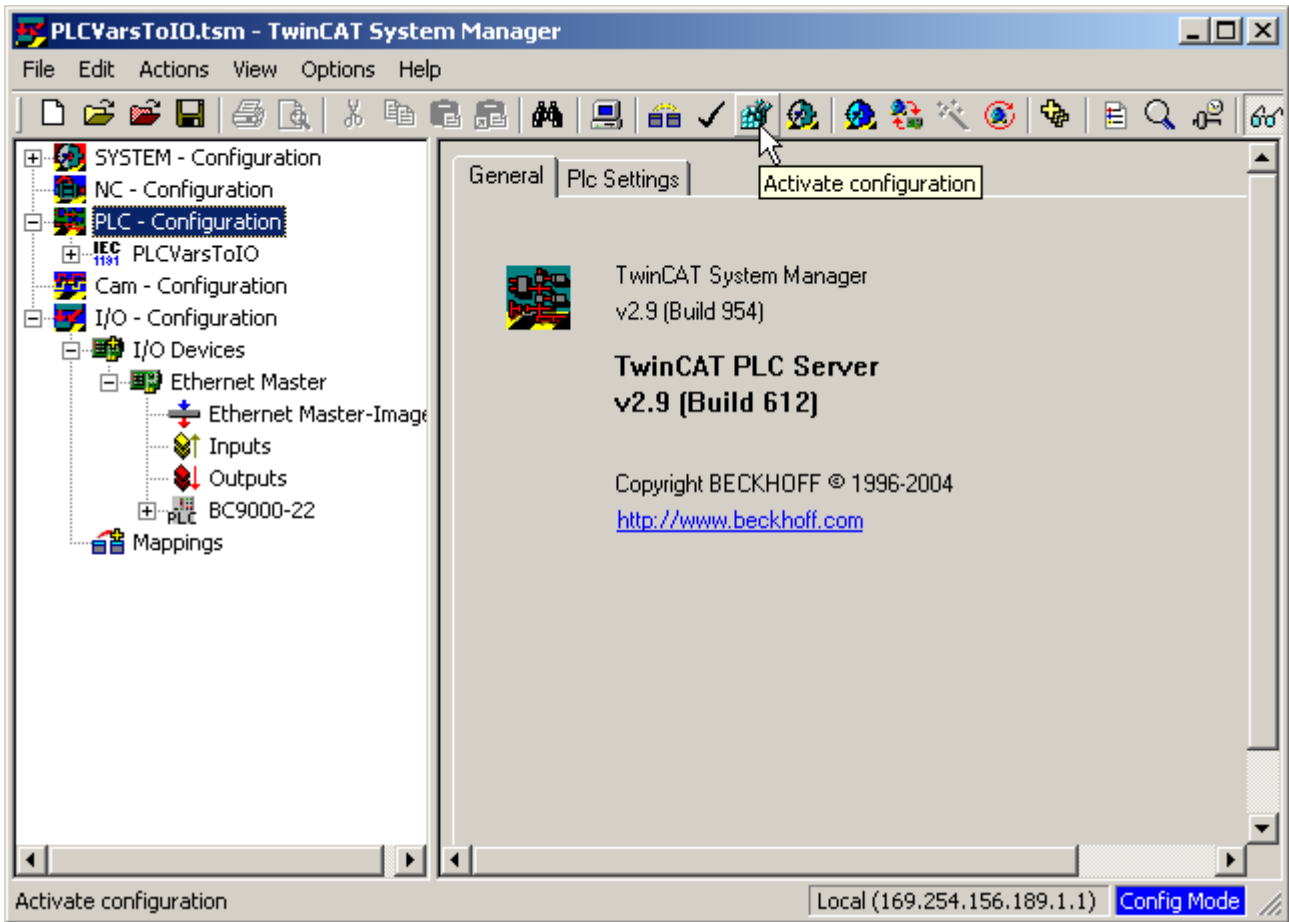 PLCVarsToIO.tsm - TwinCAT System Manager
File Edit Actions View Options Help
SYSTEM - Configuration
NC - Configuration
PLC - Configuration
IEC 1131 PLCVarsToIO
Cam - Configuration
I/O - Configuration
I/O Devices
Ethernet Master
Ethernet Master-Image
Inputs
Outputs
PLC BC9000-22
Mappings
General Plc Settings
Activate configuration
TwinCAT System Manager
v2.9 (Build 954)
TwinCAT PLC Server
v2.9 (Build 612)
Copyright BECKHOFF © 1996-2004
http://www.beckhoff.com
Activate configuration Local (169.254.156.189.1.1) Config Mode